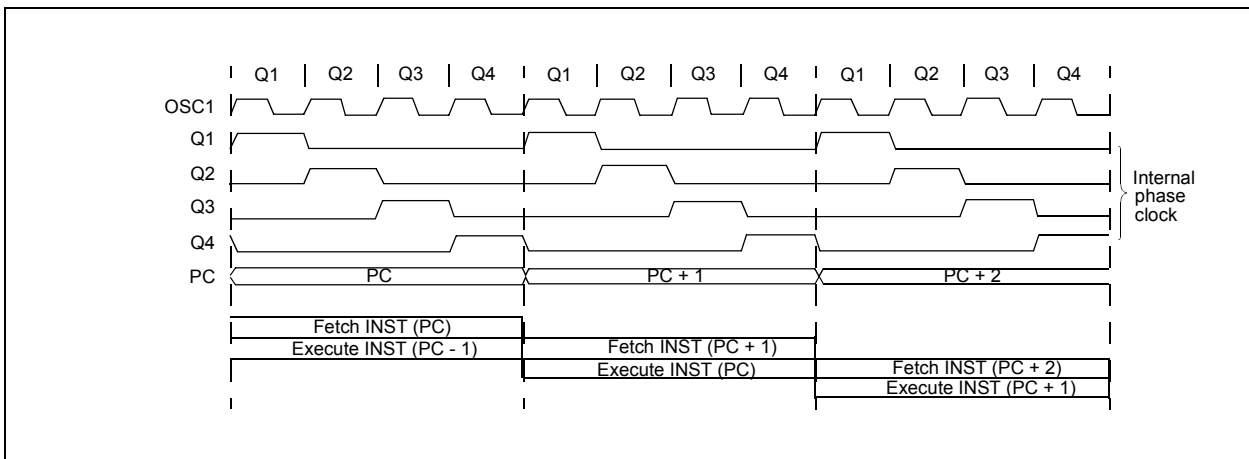 Q1 Q2 Q3 Q4 Q1 Q2 Q3 Q4 Q1 Q2 Q3 Q4
OSC1
Q1
Q2
Q3
Q4
Internal
phase
clock
PC PC PC + 1 PC + 2
Fetch INST (PC)
Execute INST (PC - 1) Fetch INST (PC + 1)
Execute INST (PC) Fetch INST (PC + 2)
Execute INST (PC + 1)